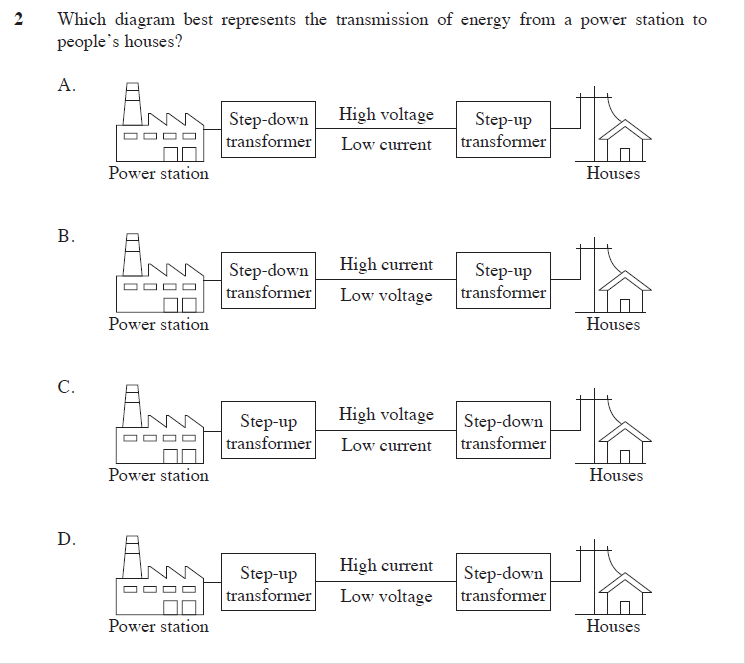 2 Which diagram best represents the transmission of energy from a power station to
people's houses?
A.
Step-down
transformer
High voltage
Low current
Step-up
transformer
Power station
Houses
B.
Step-down
transformer
High current
Low voltage
Step-up
transformer
Power station
Houses
C.
Step-up
transformer
High voltage
Low current
Step-down
transformer
Power station
Houses
D.
Step-up
transformer
High current
Low voltage
Step-down
transformer
Power station
Houses